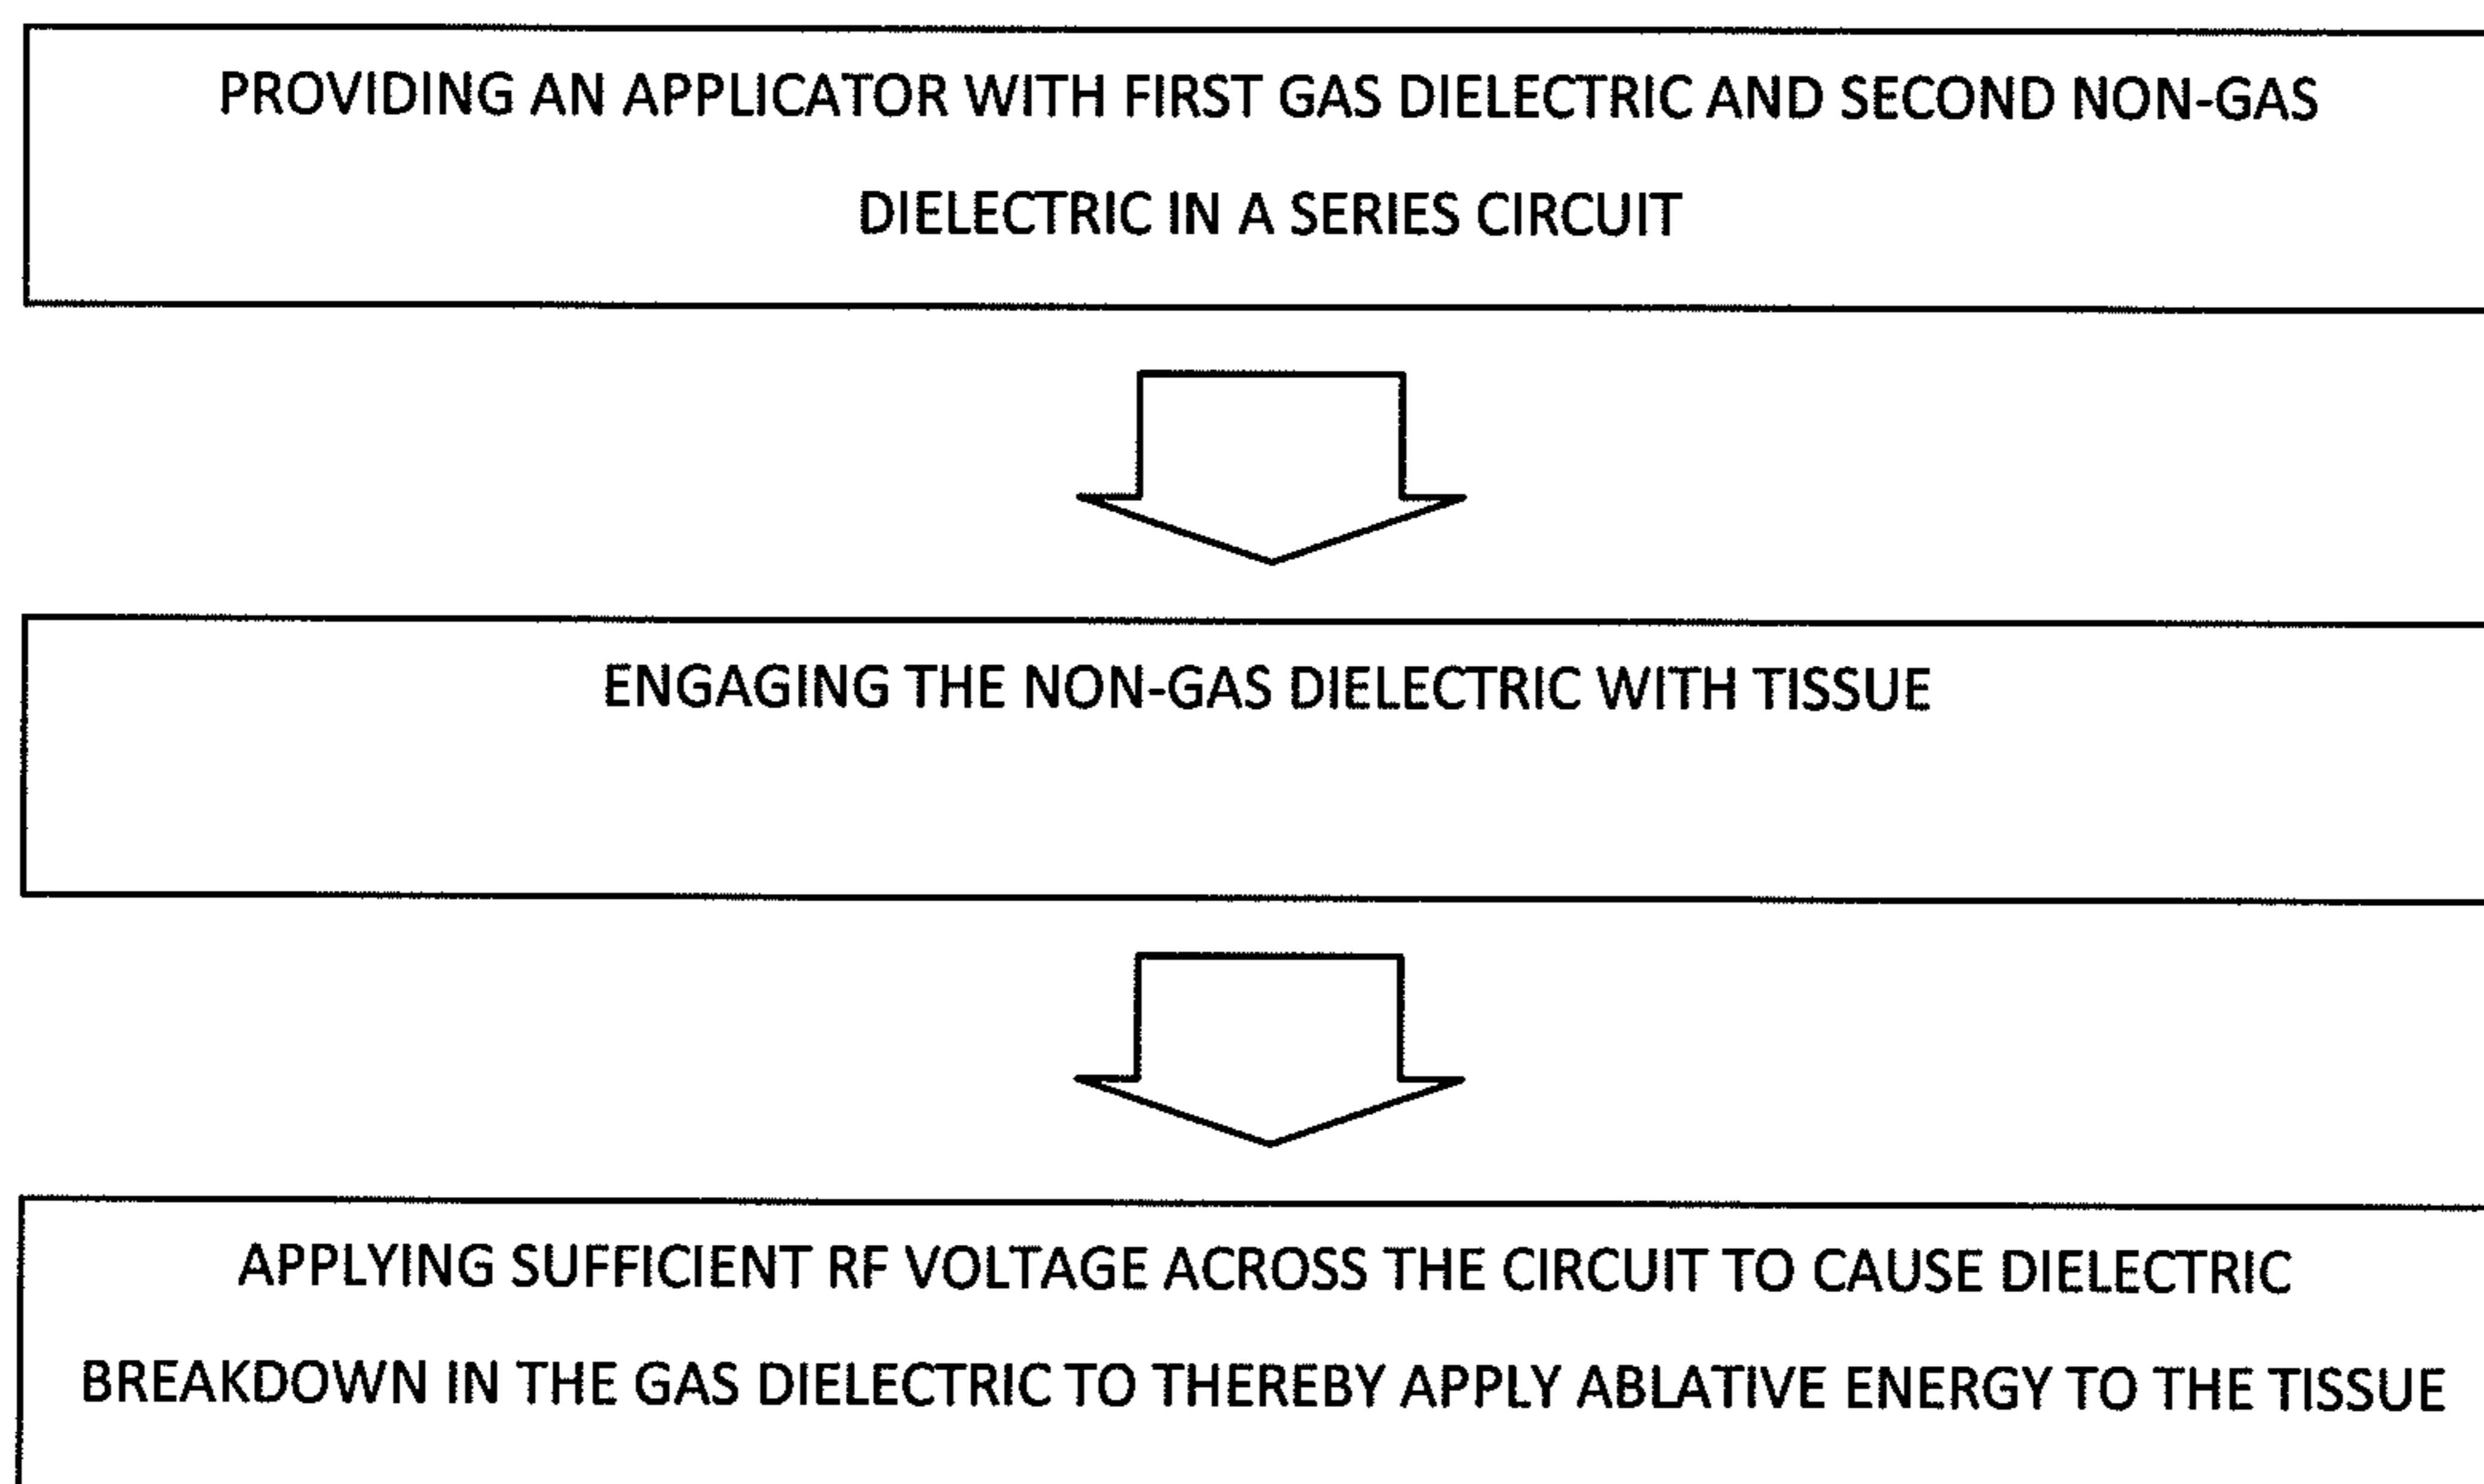 PROVIDING AN APPLICATOR WITH FIRST GAS DIELECTRIC AND SECOND NON-GAS
DIELECTRIC IN A SERIES CIRCUIT
ENGAGING THE NON-GAS DIELECTRIC WITH TISSUE
APPLYING SUFFICIENT RF VOLTAGE ACROSS THE CIRCUIT TO CAUSE DIELECTRIC
BREAKDOWN IN THE GAS DIELECTRIC TO THEREBY APPLY ABLATIVE ENERGY TO THE TISSUE